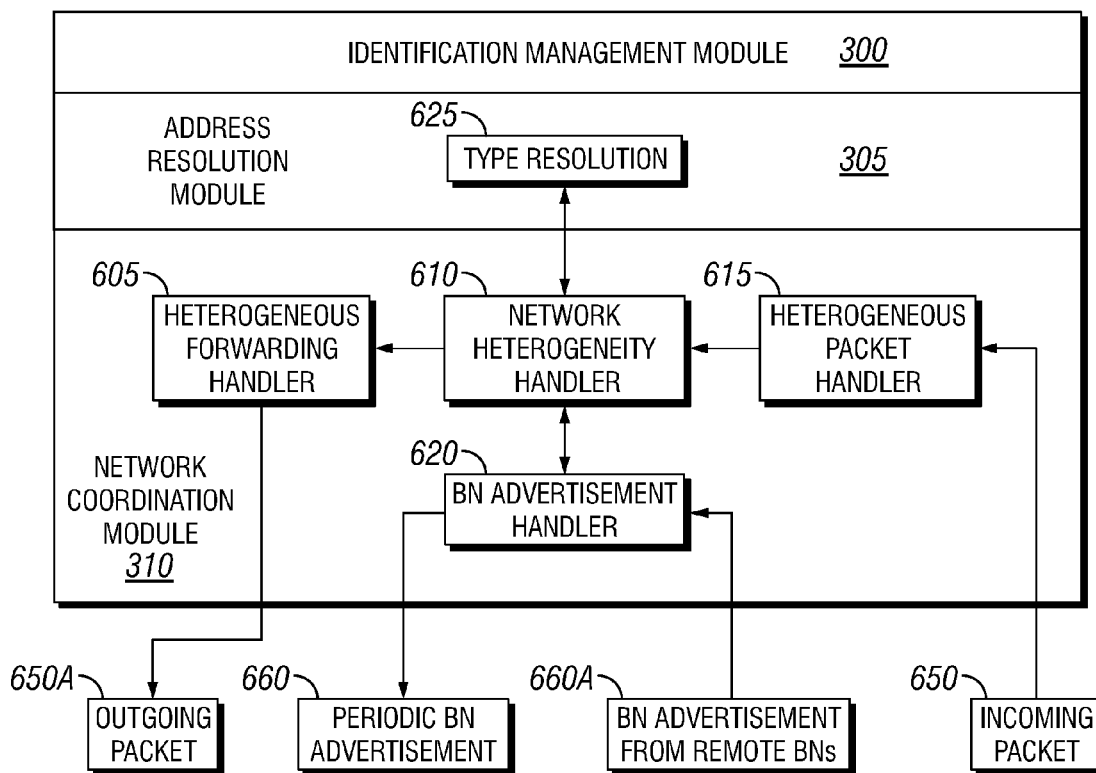 IDENTIFICATION MANAGEMENT MODULE 300
ADDRESS
RESOLUTION
MODULE
625
TYPE RESOLUTION
305
605
HETEROGENEOUS
FORWARDING
HANDLER
610
NETWORK
HETEROGENEITY
HANDLER
615
HETEROGENEOUS
PACKET
HANDLER
NETWORK
COORDINATION
MODULE
310
620
BN ADVERTISEMENT
HANDLER
650A
OUTGOING
PACKET
660
PERIODIC BN
ADVERTISEMENT
660A
BN ADVERTISEMENT
FROM REMOTE BNs
650
INCOMING
PACKET